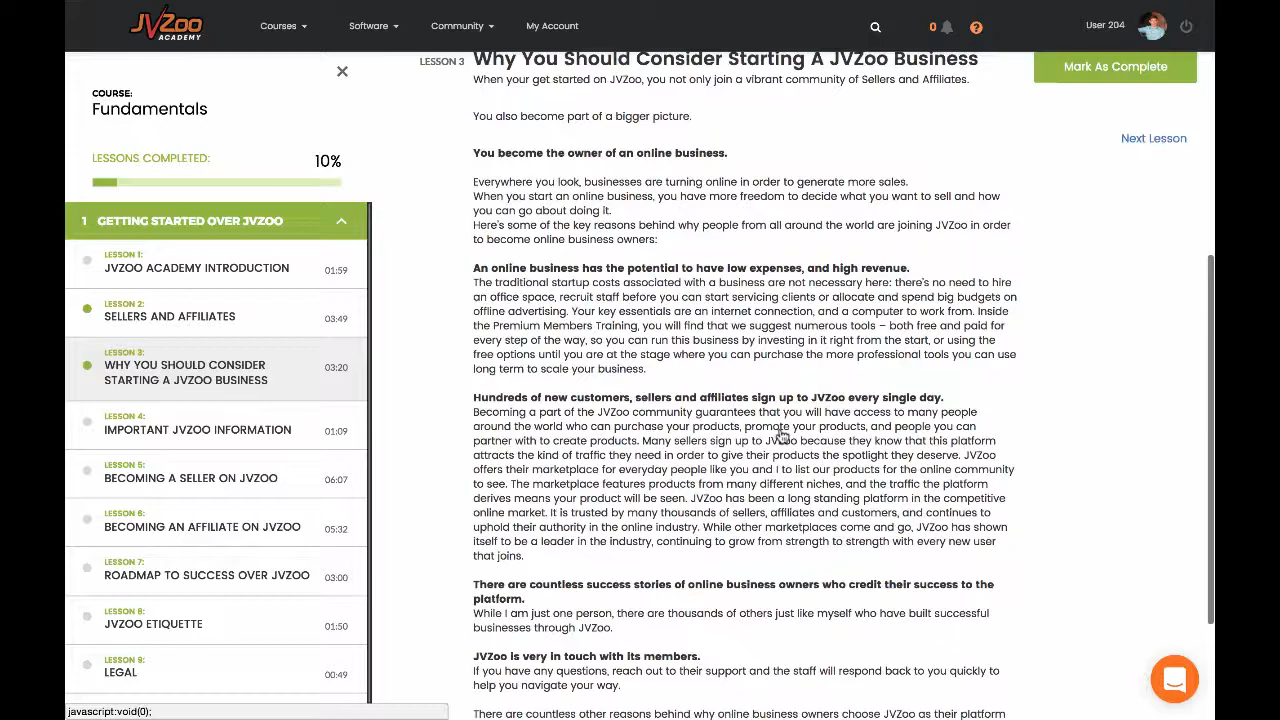 JVZoo
ACADEMY
Courses
Software
Community
My Account
0
User 204
COURSE:
Fundamentals
LESSONS COMPLETED:
10%
1 GETTING STARTED OVER JVZOO
LESSON 1:
JVZOO ACADEMY INTRODUCTION
01:59
LESSON 2:
SELLERS AND AFFILIATES
03:49
LESSON 3:
WHY YOU SHOULD CONSIDER
STARTING A JVZOO BUSINESS
03:20
LESSON 4:
IMPORTANT JVZOO INFORMATION
01:09
LESSON 5:
BECOMING A SELLER ON JVZOO
06:07
LESSON 6:
BECOMING AN AFFILIATE ON JVZOO
05:32
LESSON 7:
ROADMAP TO SUCCESS OVER JVZOO
03:00
LESSON 8:
JVZOO ETIQUETTE
01:50
LESSON 9:
LEGAL
00:49
javascript:void(0);
LESSON 3
Why You Should Consider Starting A JVZoo Business
When your get started on JVZoo, you not only join a vibrant community of Sellers and Affiliates.
You also become part of a bigger picture.
You become the owner of an online business.
Everywhere you look, businesses are turning online in order to generate more sales.
When you start an online business, you have more freedom to decide what you want to sell and how
you can go about doing it.
Here's some of the key reasons behind why people from all around the world are joining JVZoo in order
to become online business owners:
An online business has the potential to have low expenses, and high revenue.
The traditional startup costs associated with a business are not necessary here: there's no need to hire
an office space, recruit staff before you can start servicing clients or allocate and spend big budgets on
offline advertising. Your key essentials are an internet connection, and a computer to work from. Inside
the Premium Members Training, you will find that we suggest numerous tools – both free and paid for
every step of the way, so you can run this business by investing in it right from the start, or using the
free options until you are at the stage where you can purchase the more professional tools you can use
long term to scale your business.
Hundreds of new customers, sellers and affiliates sign up to JVZoo every single day.
Becoming a part of the JVZoo community guarantees that you will have access to many people
around the world who can purchase your products, promote your products, and people you can
partner with to create products. Many sellers sign up to JVZoo because they know that this platform
attracts the kind of traffic they need in order to give their products the spotlight they deserve. JVZoo
offers their marketplace for everyday people like you and I to list our products for the online community
to see. The marketplace features products from many different niches, and the traffic the platform
derives means your product will be seen. JVZoo has been a long standing platform in the competitive
online market. It is trusted by many thousands of sellers, affiliates and customers, and continues to
uphold their authority in the online industry. While other marketplaces come and go, JVZoo has shown
itself to be a leader in the industry, continuing to grow from strength to strength with every new user
that joins.
There are countless success stories of online business owners who credit their success to the
platform.
While I am just one person, there are thousands of others just like myself who have built successful
businesses through JVZoo.
JVZoo is very in touch with its members.
If you have any questions, reach out to their support and the staff will respond back to you quickly to
help you navigate your way.
There are countless other reasons behind why online business owners choose JVZoo as their platform
Mark As Complete
Next Lesson